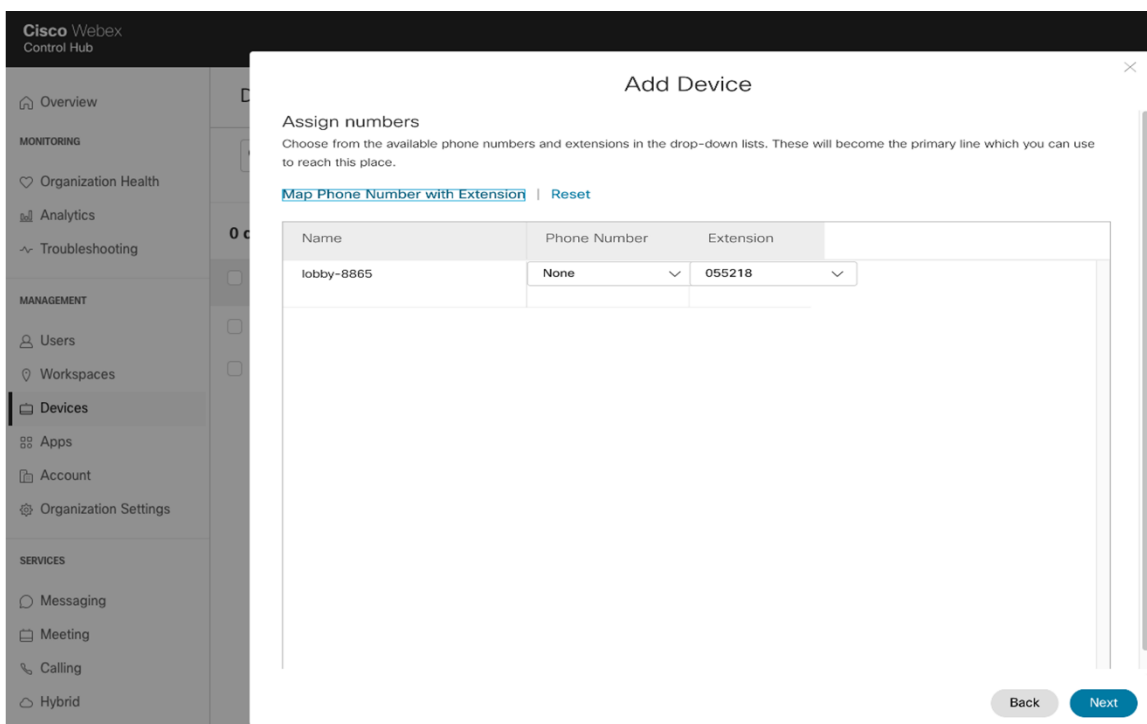 Cisco Webex
Control Hub
Overview
MONITORING
Organization Health
Analytics
Troubleshooting
MANAGEMENT
Users
Workspaces
Devices
Apps
Account
Organization Settings
SERVICES
Messaging
Meeting
Calling
Hybrid
D
0 c
Add Device
Assign numbers
Choose from the available phone numbers and extensions in the drop-down lists. These will become the primary line which you can use
to reach this place.
Map Phone Number with Extension | Reset
Name Phone Number Extension
lobby-8865 None 055218
Back Next